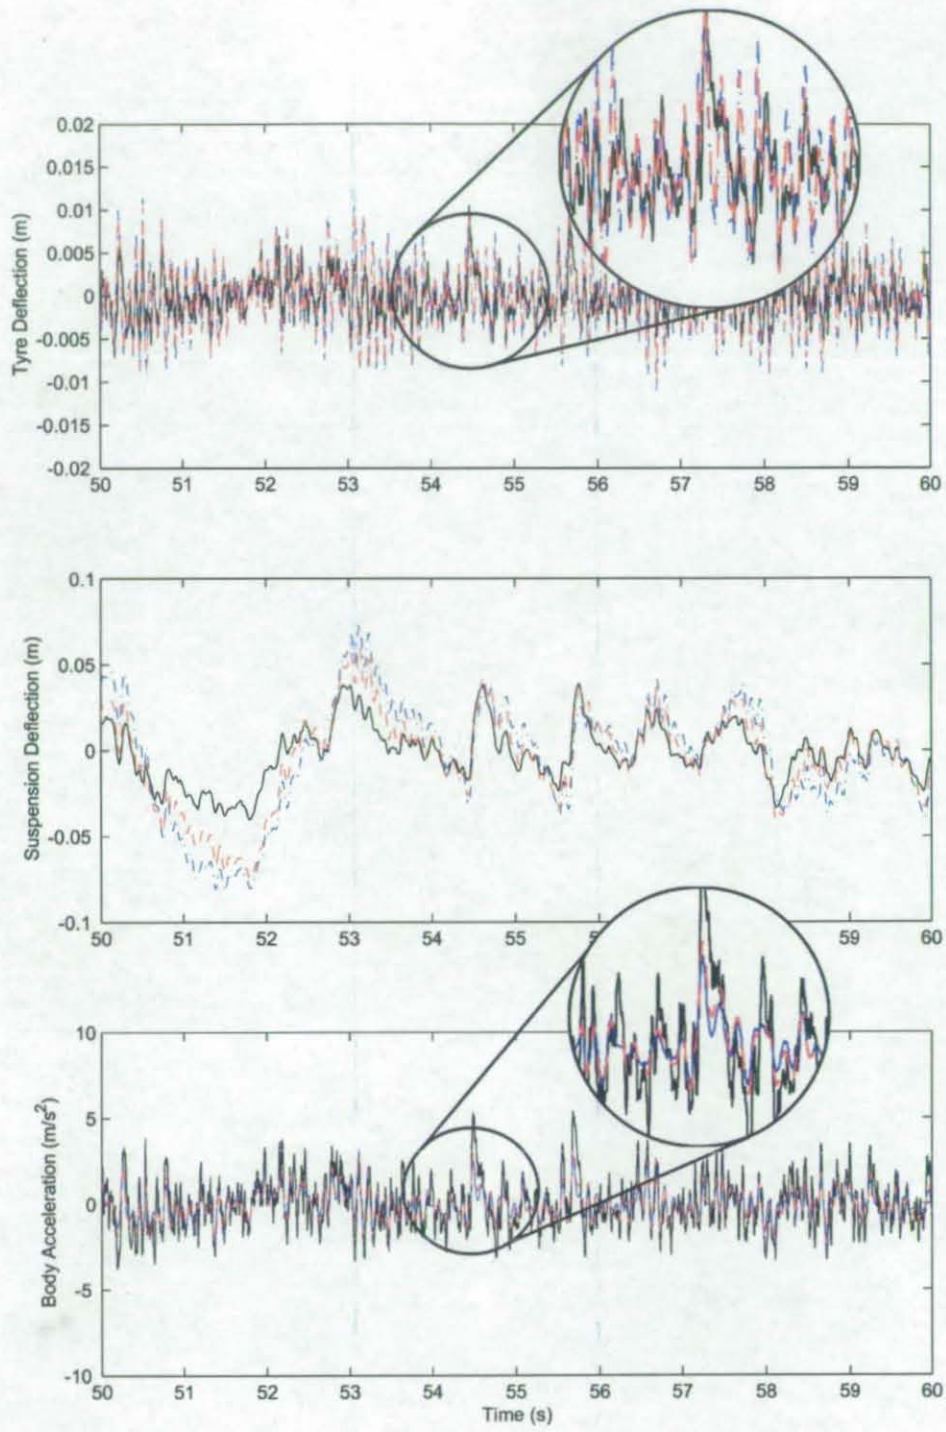 0.02
0.015
0.01
0.005
0
-0.005
-0.01
-0.015
-0.02
Tyre Deflection (m)
50 51 52 53 54 55 56 57 58 59 60
0.1
0.05
0
-0.05
-0.1
Suspension Deflection (m)
50 51 52 53 54 55 5 59 60
10
5
0
-5
-10
Body Acceleration (m/s²)
50 51 52 53 54 55 56 57 58 59 60
Time (s)